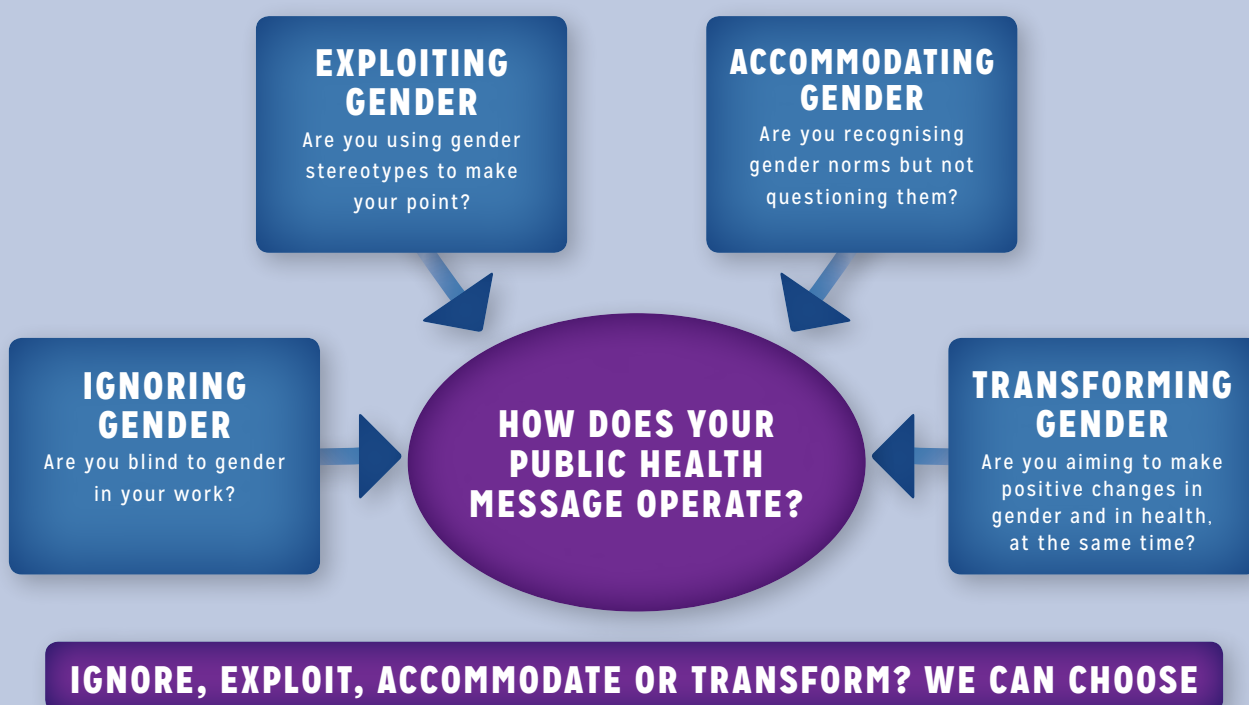 EXPLOITING
GENDER
Are you using gender
stereotypes to make
your point?
ACCOMMODATING
GENDER
Are you recognising
gender norms but not
questioning them?
IGNORING
GENDER
Are you blind to gender
in your work?
HOW DOES YOUR
PUBLIC HEALTH
MESSAGE OPERATE?
TRANSFORMING
GENDER
Are you aiming to make
positive changes in
gender and in health,
at the same time?
IGNORE, EXPLOIT, ACCOMMODATE OR TRANSFORM? WE CAN CHOOSE